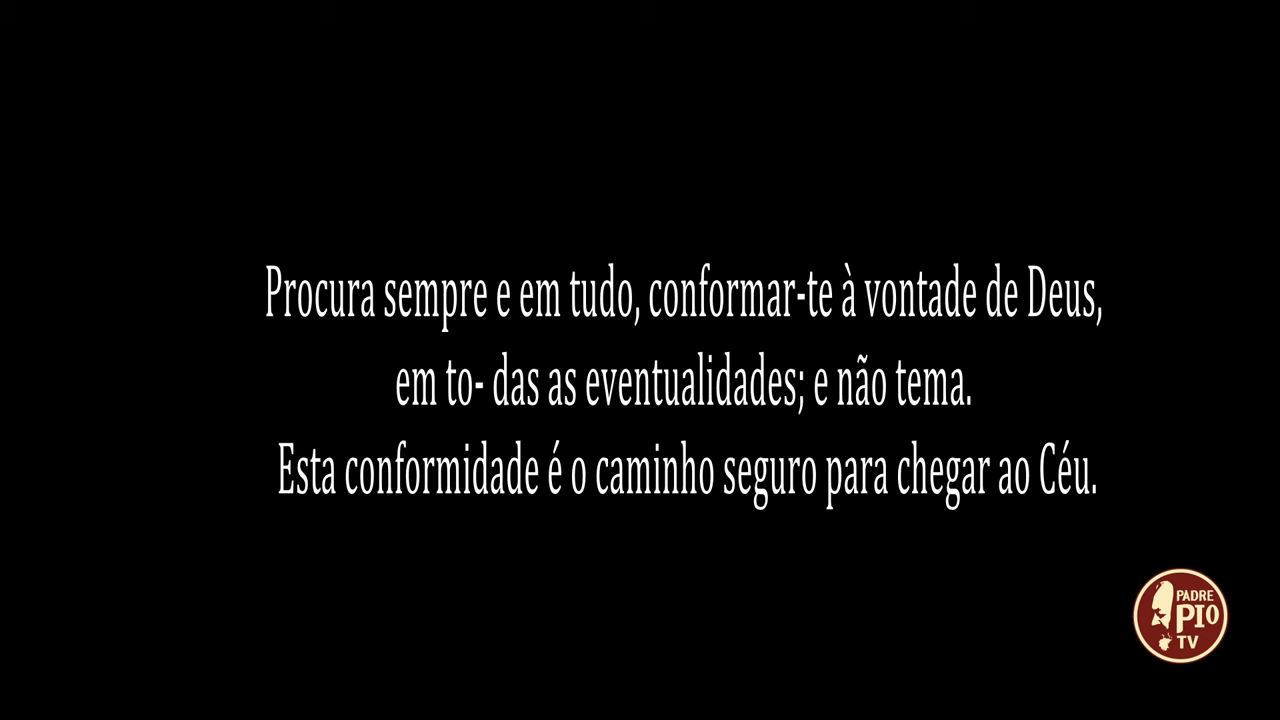 Procura sempre e em tudo, conformar-te à vontade de Deus,
em to- das as eventualidades; e não tema.
Esta conformidade é o caminho seguro para chegar ao Céu.
PADRE
PIO
TV